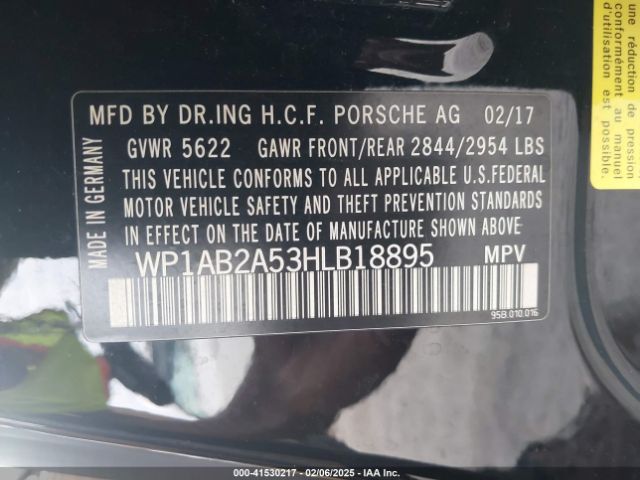 MFD BY DR.ING H.C.F. PORSCHE AG 02/17
GVWR 5622 GAWR FRONT/REAR 2844/2954 LBS
THIS VEHICLE CONFORMS TO ALL APPLICABLE U.S.FEDERAL
MOTOR VEHICLE SAFETY AND THEFT PREVENTION STANDARDS
IN EFFECT ON THE DATE OF MANUFACTURE SHOWN ABOVE
WP1AB2A53HLB18895 MPV
95B.010.016
MADE IN GERMANY
une réduction
d'autres
conformément
au manuel
de pression
000-41530217 - 02/06/2025 - IAA Inc.